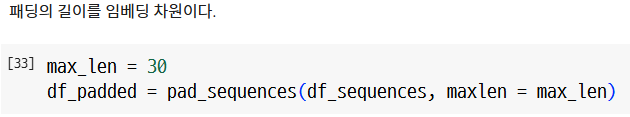 패딩의 길이를 임베딩 차원이다.
[33] max_len = 30
df_padded = pad_sequences(df_sequences, maxlen = max_len)